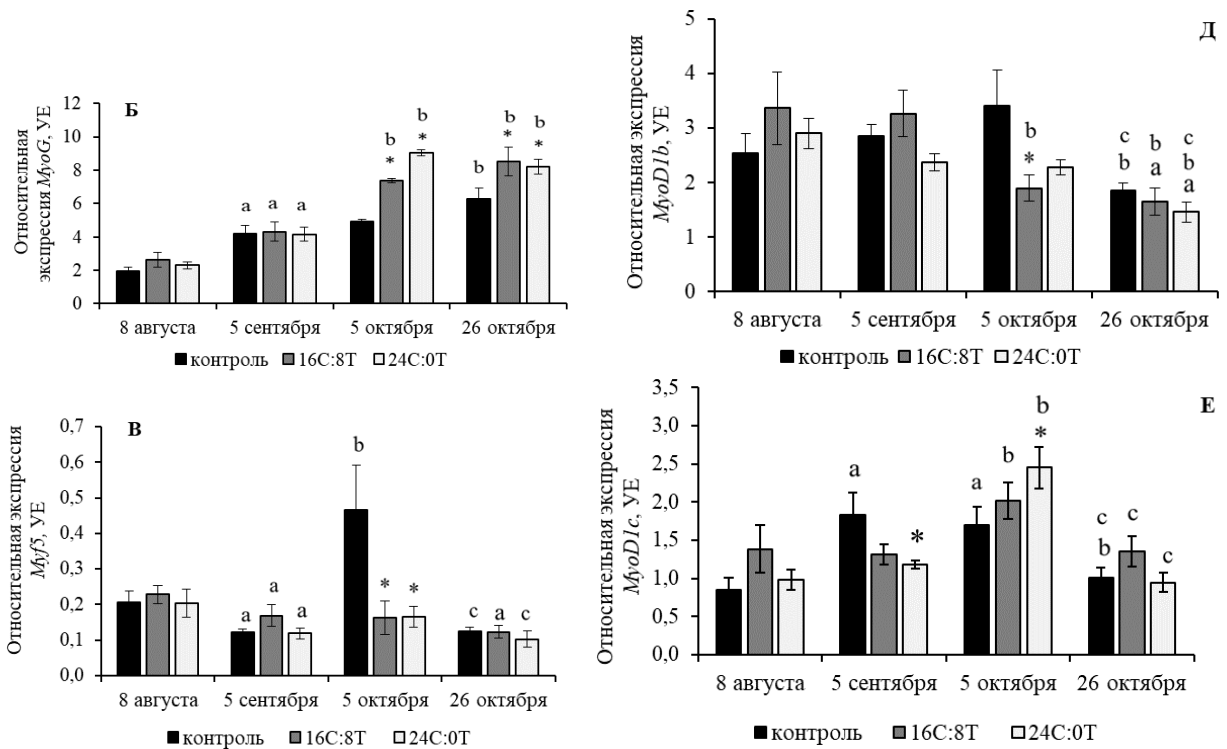 Б
Относительная
экспрессия MyoG, УЕ
12
10
8
6
4
2
0
a a a
b
*
b
*
b
b
*
b
*
8 августа 5 сентября 5 октября 26 октября
контроль 16С:8Т 24С:0Т
Д
Относительная экспрессия
MyoD1b, УЕ
5
4
3
2
1
0
b
*
c
b
b
a
c
b
a
8 августа 5 сентября 5 октября 26 октября
контроль 16С:8Т 24С:0Т
В
Относительная экспрессия
Myf5, УЕ
0,7
0,6
0,5
0,4
0,3
0,2
0,1
0,0
a a a
b * *
c a c
8 августа 5 сентября 5 октября 26 октября
контроль 16С:8Т 24С:0Т
Е
Относительная экспрессия
MyoD1c, УЕ
3,5
3,0
2,5
2,0
1,5
1,0
0,5
0,0
a *
a b
b
*
c
b
c
c
8 августа 5 сентября 5 октября 26 октября
контроль 16С:8Т 24С:0Т